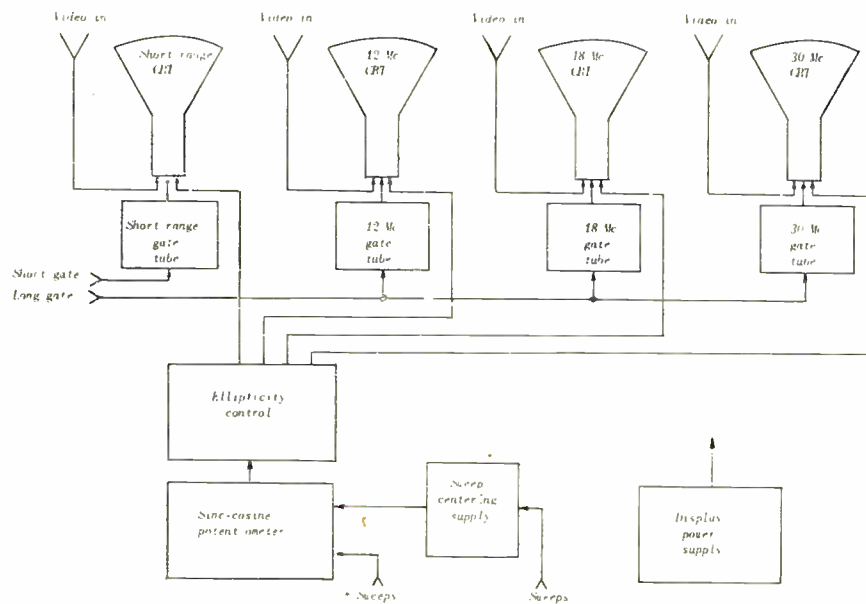 Video in
Video in
Video in
Video in
Short range
CRT
12 Mc
CRT
18 Mc
CRT
30 Mc
CRT
Short range
gate
tube
12 Mc
gate
tube
18 Mc
gate
tube
30 Mc
gate
tube
Short gate
Long gate
Ellipticity
control
Sine-cosine
potentometer
Sweep
centering
supply
Display
power
supply
+ Sweeps
Sweeps